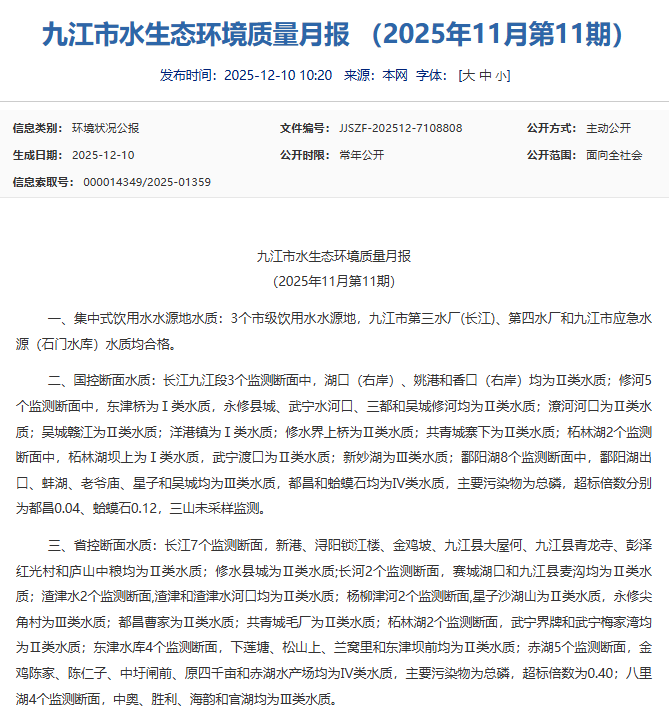 九江市水生态环境质量月报 （2025年11月第11期）
发布时间：2025-12-10 10:20 来源：本网 字体：[大 中 小]
信息类别： 环境状况公报 文件编号： JJSZF-202512-7108808 公开方式： 主动公开
生成日期： 2025-12-10 公开时限： 常年公开 公开范围： 面向全社会
信息索取号： 000014349/2025-01359
九江市水生态环境质量月报
（2025年11月第11期）
一、集中式饮用水水源地水质：3个市级饮用水水源地，九江市第三水厂(长江)、第四水厂和九江市应急水
源（石门水库）水质均合格。
二、国控断面水质：长江九江段3个监测断面中，湖口（右岸）、姚港和香口（右岸）均为Ⅱ类水质；修河5
个监测断面中，东津桥为Ⅰ类水质，永修县城、武宁水河口、三都和吴城修河均为Ⅱ类水质；潦河河口为Ⅱ类水
质；吴城赣江为Ⅱ类水质；洋港镇为Ⅰ类水质；修水界上桥为Ⅱ类水质；共青城寨下为Ⅱ类水质；柘林湖2个监测
断面中，柘林湖坝上为Ⅰ类水质，武宁渡口为Ⅱ类水质；新妙湖为Ⅲ类水质；鄱阳湖8个监测断面中，鄱阳湖出
口、蚌湖、老爷庙、星子和吴城均为Ⅲ类水质，都昌和蛤蟆石均为Ⅳ类水质，主要污染物为总磷，超标倍数分别
为都昌0.04、蛤蟆石0.12，三山未采样监测。
三、省控断面水质：长江7个监测断面，新港、浔阳锁江楼、金鸡坡、九江县大屋何、九江县青龙寺、彭泽
红光村和庐山中粮均为Ⅱ类水质；修水县城为Ⅱ类水质;长河2个监测断面，赛城湖口和九江县麦沟均为Ⅱ类水
质；渣津水2个监测断面,渣津和渣津水河口均为Ⅱ类水质；杨柳津河2个监测断面,星子沙湖山为Ⅱ类水质，永修尖
角村为Ⅲ类水质；都昌曹家为Ⅱ类水质；共青城毛厂为Ⅱ类水质；柘林湖2个监测断面，武宁界牌和武宁梅家湾均
为Ⅱ类水质；东津水库4个监测断面，下莲塘、松山上、兰窝里和东津坝前均为Ⅱ类水质；赤湖5个监测断面，金
鸡陈家、陈仁子、中圩闸前、原四千亩和赤湖水产场均为Ⅳ类水质，主要污染物为总磷，超标倍数为0.40；八里
湖4个监测断面，中奥、胜利、海韵和官湖均为Ⅲ类水质。